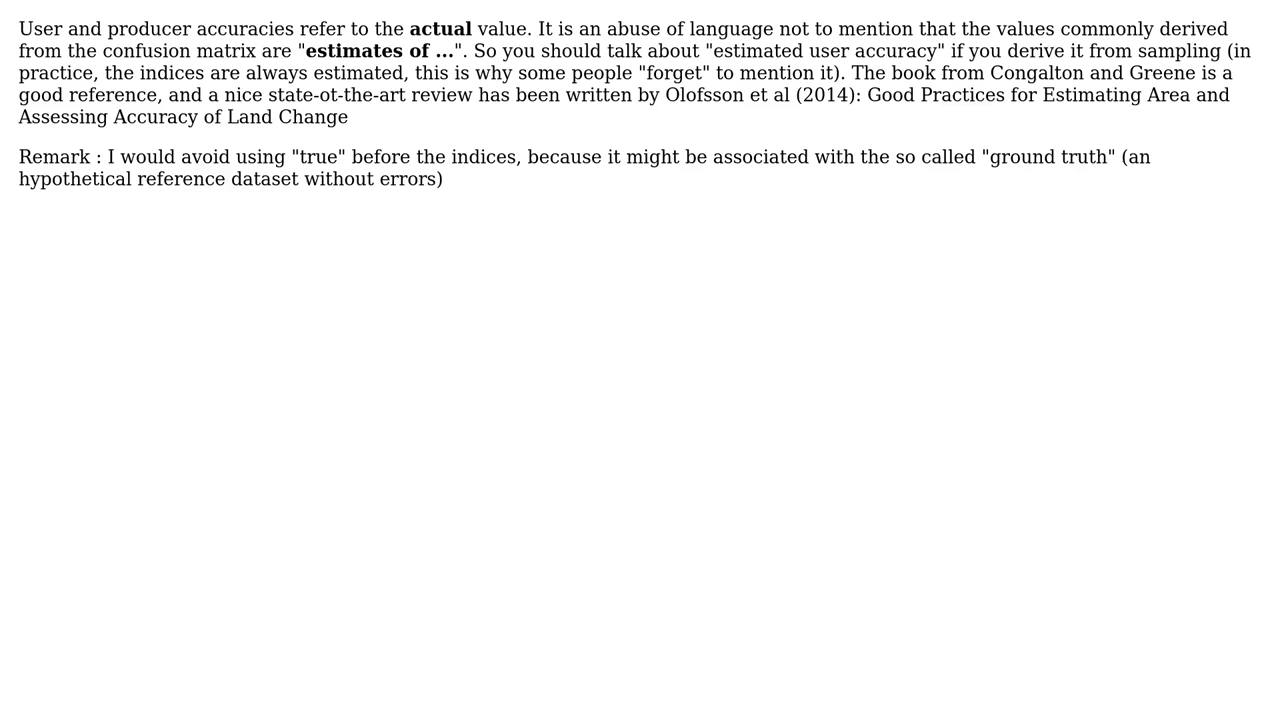 User and producer accuracies refer to the actual value. It is an abuse of language not to mention that the values commonly derived
from the confusion matrix are "estimates of ...". So you should talk about "estimated user accuracy" if you derive it from sampling (in
practice, the indices are always estimated, this is why some people "forget" to mention it). The book from Congalton and Greene is a
good reference, and a nice state-ot-the-art review has been written by Olofsson et al (2014): Good Practices for Estimating Area and
Assessing Accuracy of Land Change
Remark : I would avoid using "true" before the indices, because it might be associated with the so called "ground truth" (an
hypothetical reference dataset without errors)